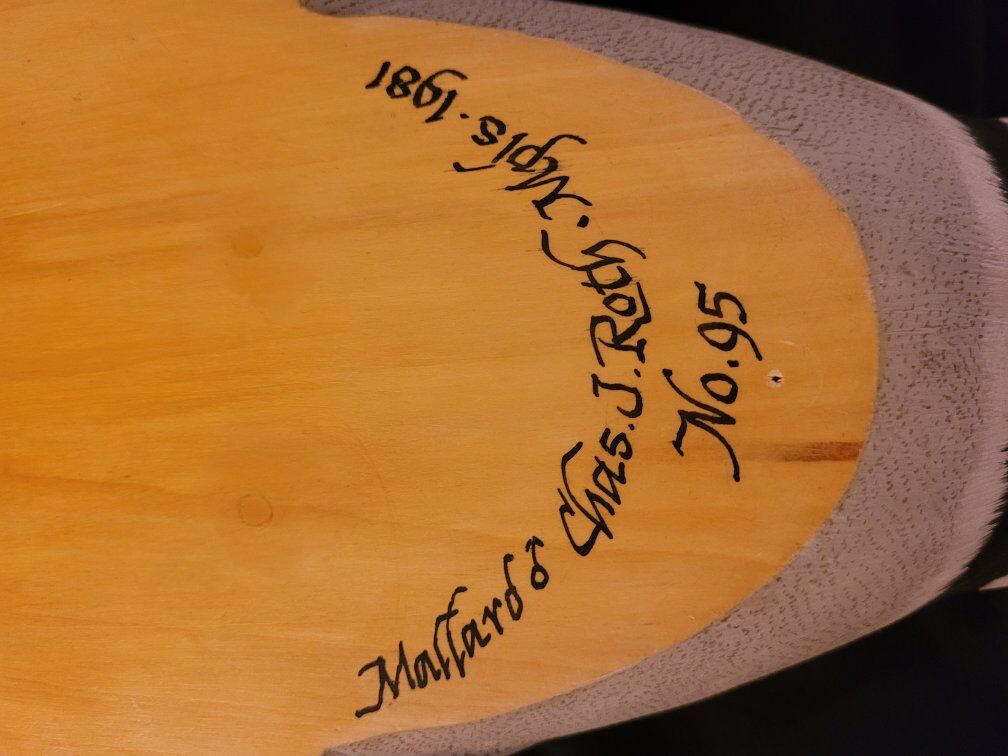 Mallard ♂ Chas. J. Roth. Mpls. 1981
No. 95